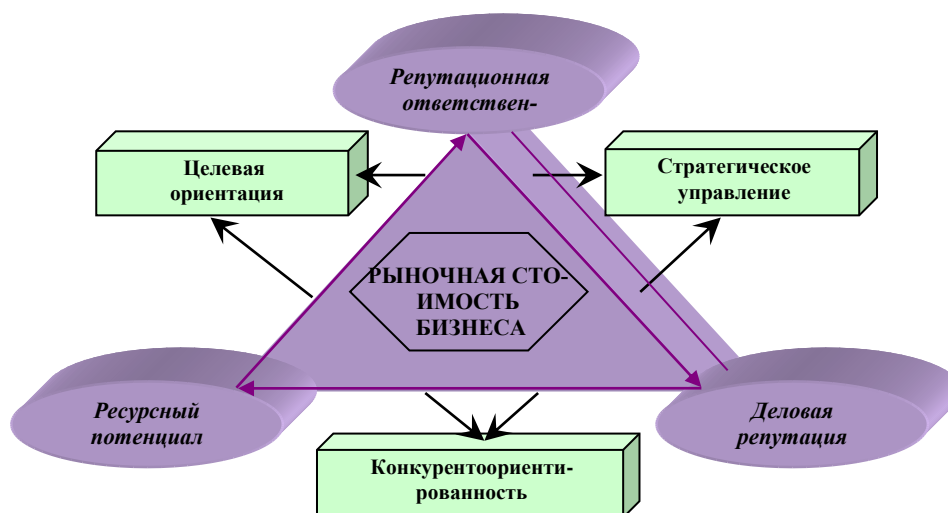 Репутационная
ответствен-
Целевая
ориентация
Стратегическое
управление
РЫНОЧНАЯ СТО-
ИМОСТЬ
БИЗНЕСА
Ресурсный
потенциал
Деловая
репутация
Конкурентоориенти-
рованность